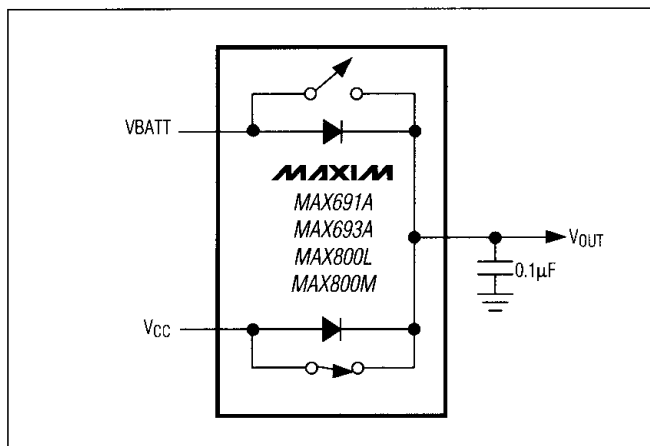 VBATT
MAXIM
MAX691A
MAX693A
MAX800L
MAX800M
VOUT
0.1µF
VCC